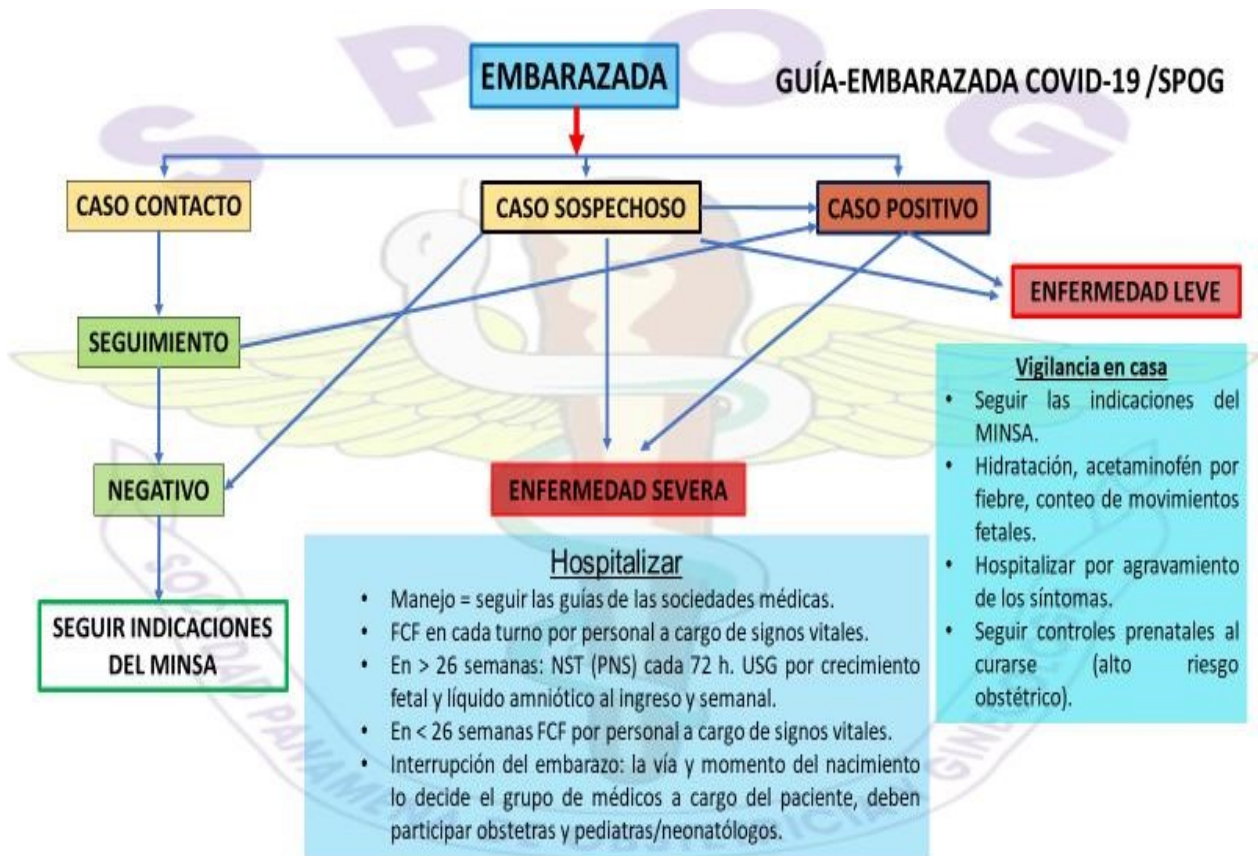 S P O G
EMBARAZADA
GUÍA-EMBARAZADA COVID-19 /SPOG
CASO CONTACTO
CASO SOSPECHOSO
CASO POSITIVO
ENFERMEDAD LEVE
SEGUIMIENTO
NEGATIVO
ENFERMEDAD SEVERA
SEGUIR INDICACIONES
DEL MINSA
Vigilancia en casa
• Seguir las indicaciones del
MINSA.
• Hidratación, acetaminofén por
fiebre, conteo de movimientos
fetales.
• Hospitalizar por agravamiento
de los síntomas.
• Seguir controles prenatales al
curarse (alto riesgo
obstétrico).
Hospitalizar
• Manejo = seguir las guías de las sociedades médicas.
• FCF en cada turno por personal a cargo de signos vitales.
• En > 26 semanas: NST (PNS) cada 72 h. USG por crecimiento
fetal y líquido amniótico al ingreso y semanal.
• En < 26 semanas FCF por personal a cargo de signos vitales.
• Interrupción del embarazo: la vía y momento del nacimiento
lo decide el grupo de médicos a cargo del paciente, deben
participar obstetras y pediatras/neonatólogos.
SOCIEDAD PANAMEÑA DE